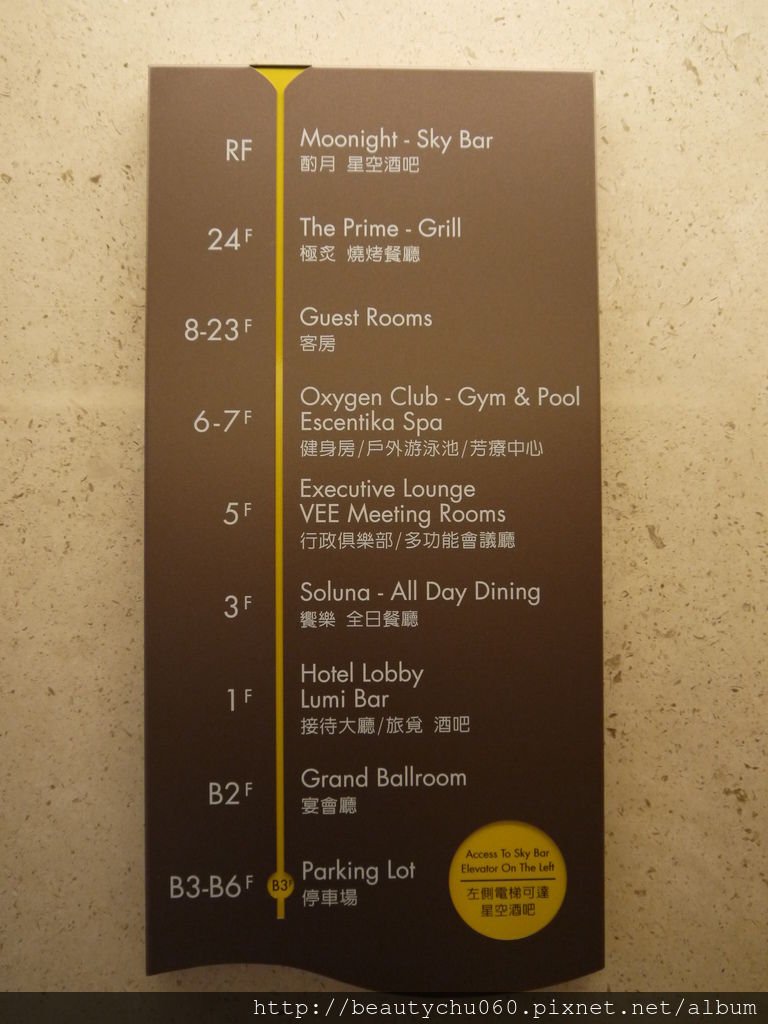 RF
Moonight - Sky Bar
酌月 星空酒吧
24F
The Prime - Grill
極炙 燒烤餐廳
8-23F
Guest Rooms
客房
6-7F
Oxygen Club - Gym & Pool
Escentika Spa
健身房/戶外游泳池/芳療中心
5F
Executive Lounge
VEE Meeting Rooms
行政俱樂部/多功能會議廳
3F
Soluna - All Day Dining
饗樂 全日餐廳
1F
Hotel Lobby
Lumi Bar
接待大廳/旅覓 酒吧
B2F
Grand Ballroom
宴會廳
B3-B6F
B3F
Parking Lot
停車場
Access To Sky Bar
Elevator On The Left
左側電梯可達
星空酒吧
http://beautychu060.pixnet.net/album